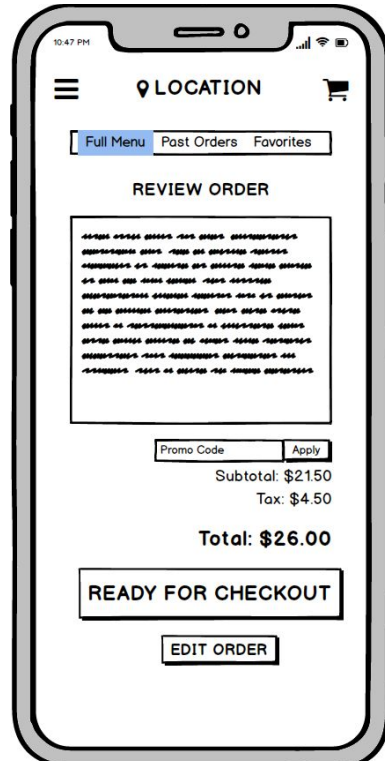 10:47 PM
LOCATION
Full Menu Past Orders Favorites
REVIEW ORDER
Promo Code Apply
Subtotal: $21.50
Tax: $4.50
Total: $26.00
READY FOR CHECKOUT
EDIT ORDER